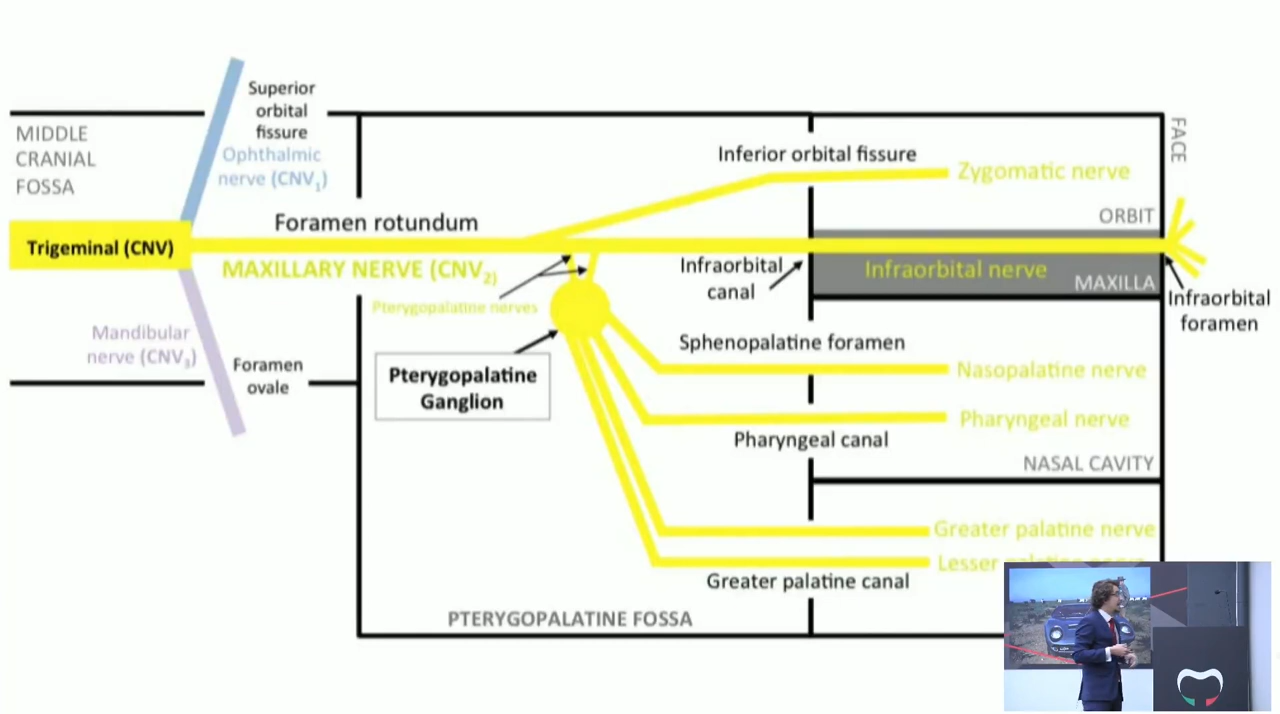 Superior
orbital
fissure
MIDDLE
CRANIAL
FOSSA
Ophthalmic
nerve (CNV1)
Inferior orbital fissure
Zygomatic nerve
FACE
ORBIT
Foramen rotundum
Trigeminal (CNV)
MAXILLARY NERVE (CNV2)
Infraorbital
canal
Infraorbital nerve
MAXILLA
Infraorbital
foramen
Pterygopalatine nerves
Mandibular
nerve (CNV3)
Foramen
ovale
Sphenopalatine foramen
Nasopalatine nerve
Pterygopalatine
Ganglion
Pharyngeal nerve
Pharyngeal canal
NASAL CAVITY
Greater palatine nerve
Lesser
Greater palatine canal
PTERYGOPALATINE FOSSA